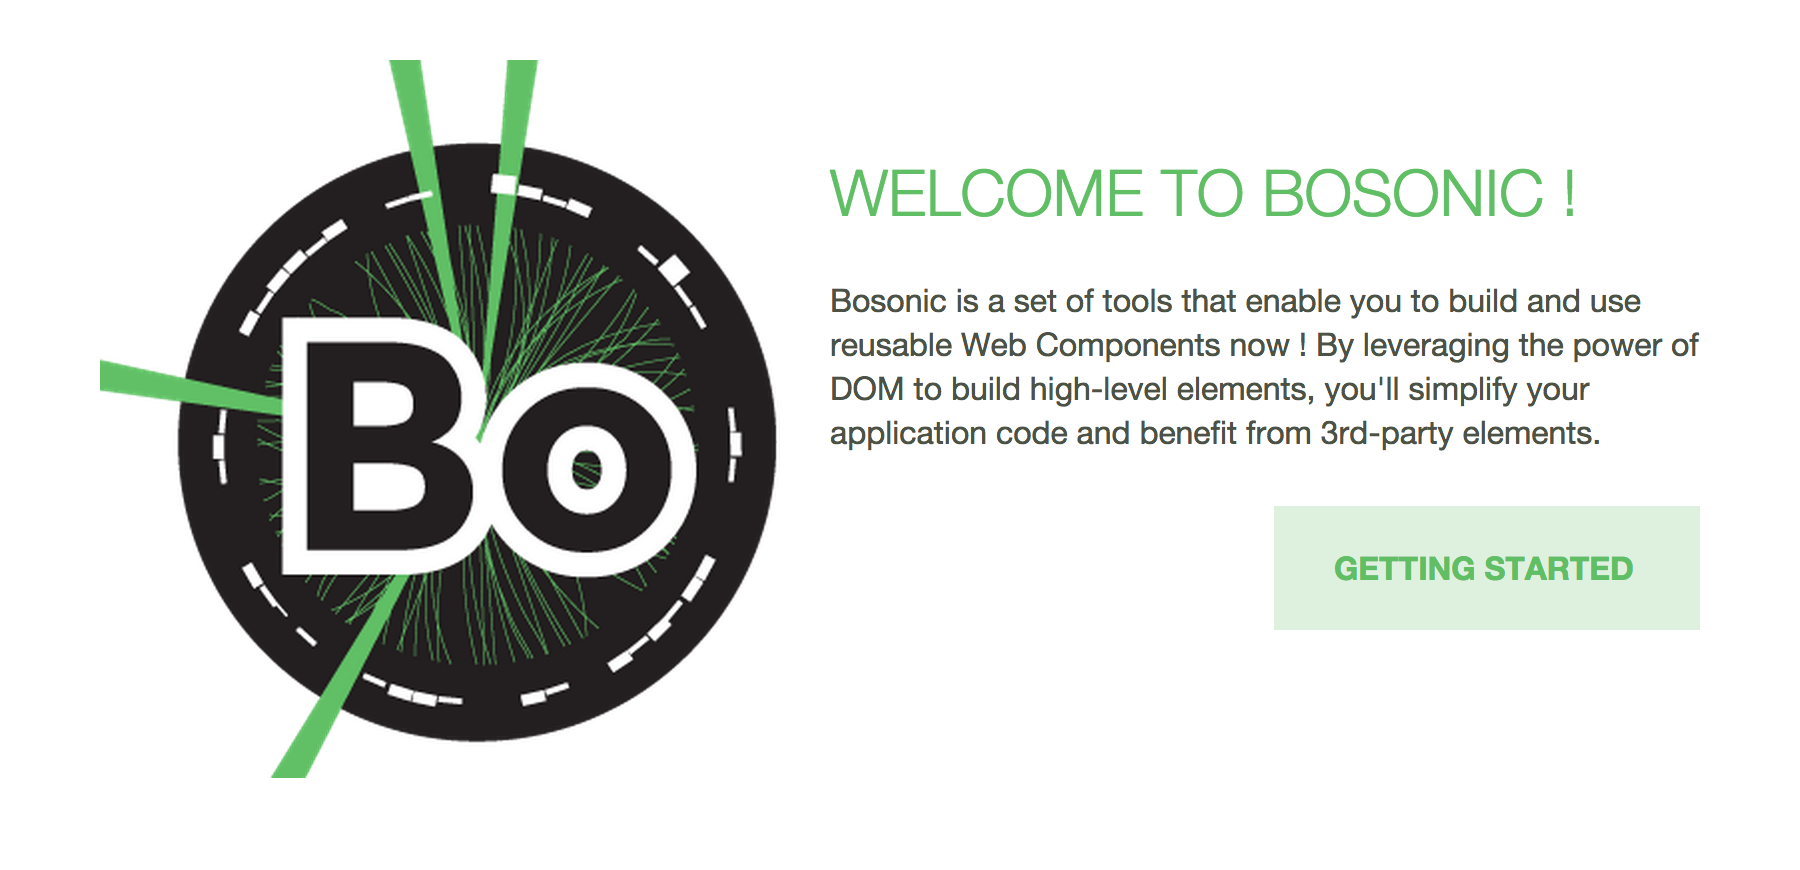 Bo
WELCOME TO BOSONIC !
Bosonic is a set of tools that enable you to build and use
reusable Web Components now ! By leveraging the power of
DOM to build high-level elements, you'll simplify your
application code and benefit from 3rd-party elements.
GETTING STARTED